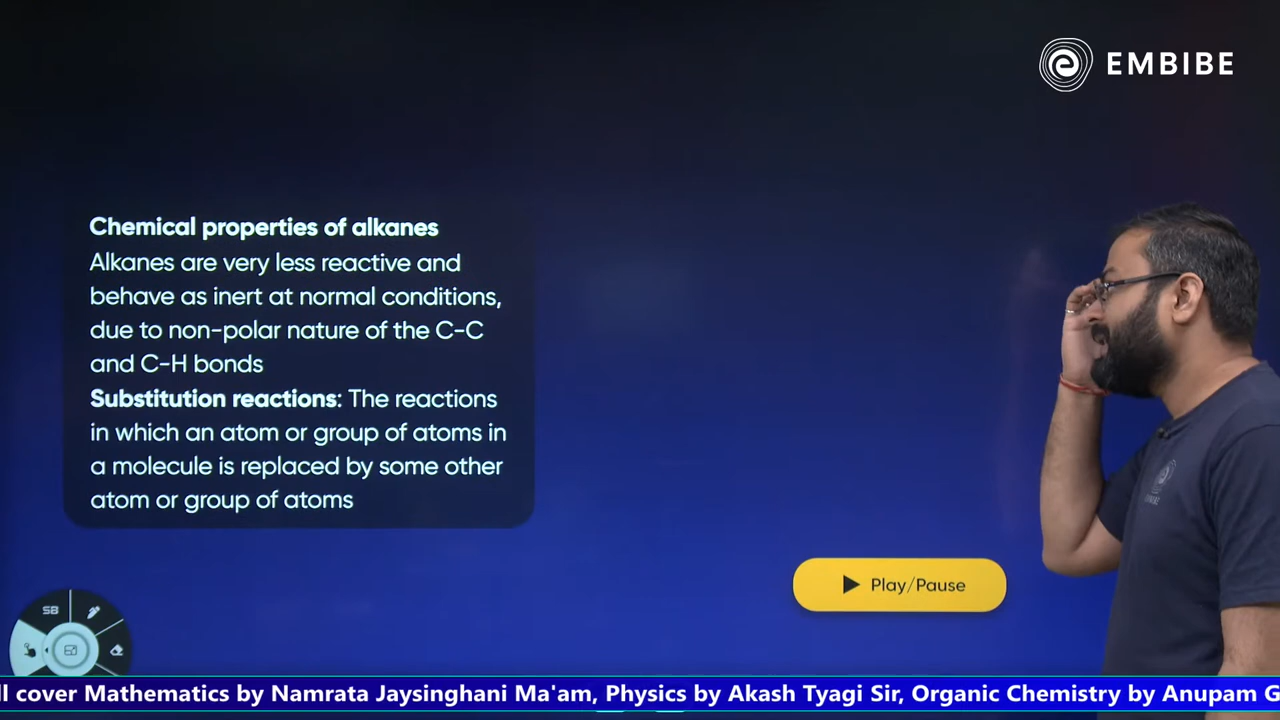 EMBIBE
Chemical properties of alkanes
Alkanes are very less reactive and
behave as inert at normal conditions,
due to non-polar nature of the C-C
and C-H bonds
Substitution reactions: The reactions
in which an atom or group of atoms in
a molecule is replaced by some other
atom or group of atoms
Play/Pause
SB
ll cover Mathematics by Namrata Jaysinghani Ma'am, Physics by Akash Tyagi Sir, Organic Chemistry by Anupam G